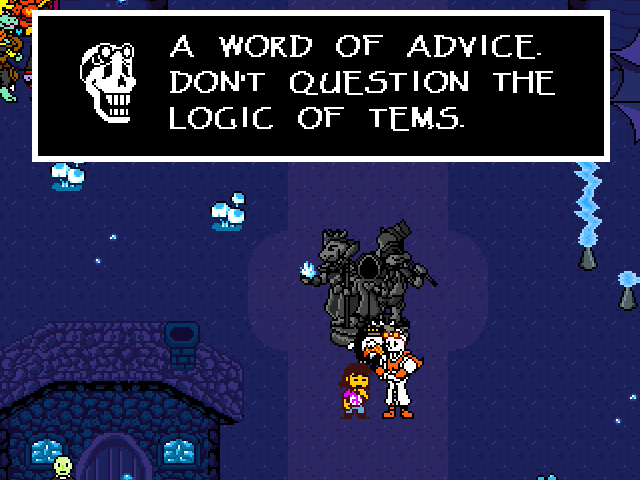 A WORD OF ADVICE.
DON'T QUESTION THE
LOGIC OF TEMS.